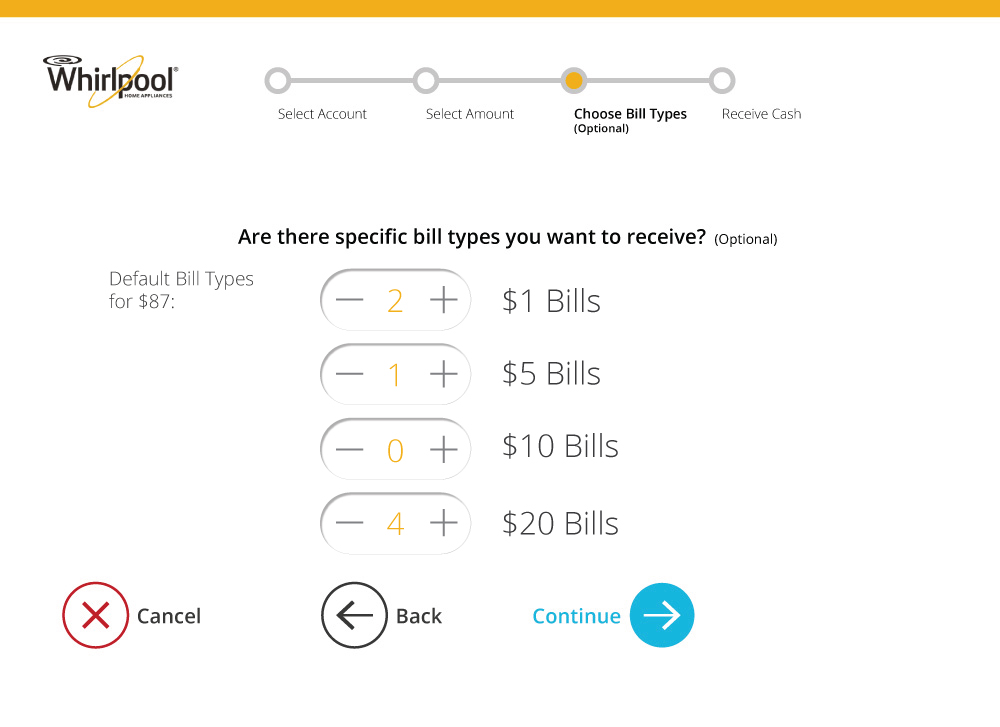 Whirlpool®
HOME APPLIANCES
Select Account
Select Amount
Choose Bill Types
(Optional)
Receive Cash
Are there specific bill types you want to receive? (Optional)
Default Bill Types
for $87:
2 $1 Bills
1 $5 Bills
0 $10 Bills
4 $20 Bills
Cancel
Back
Continue